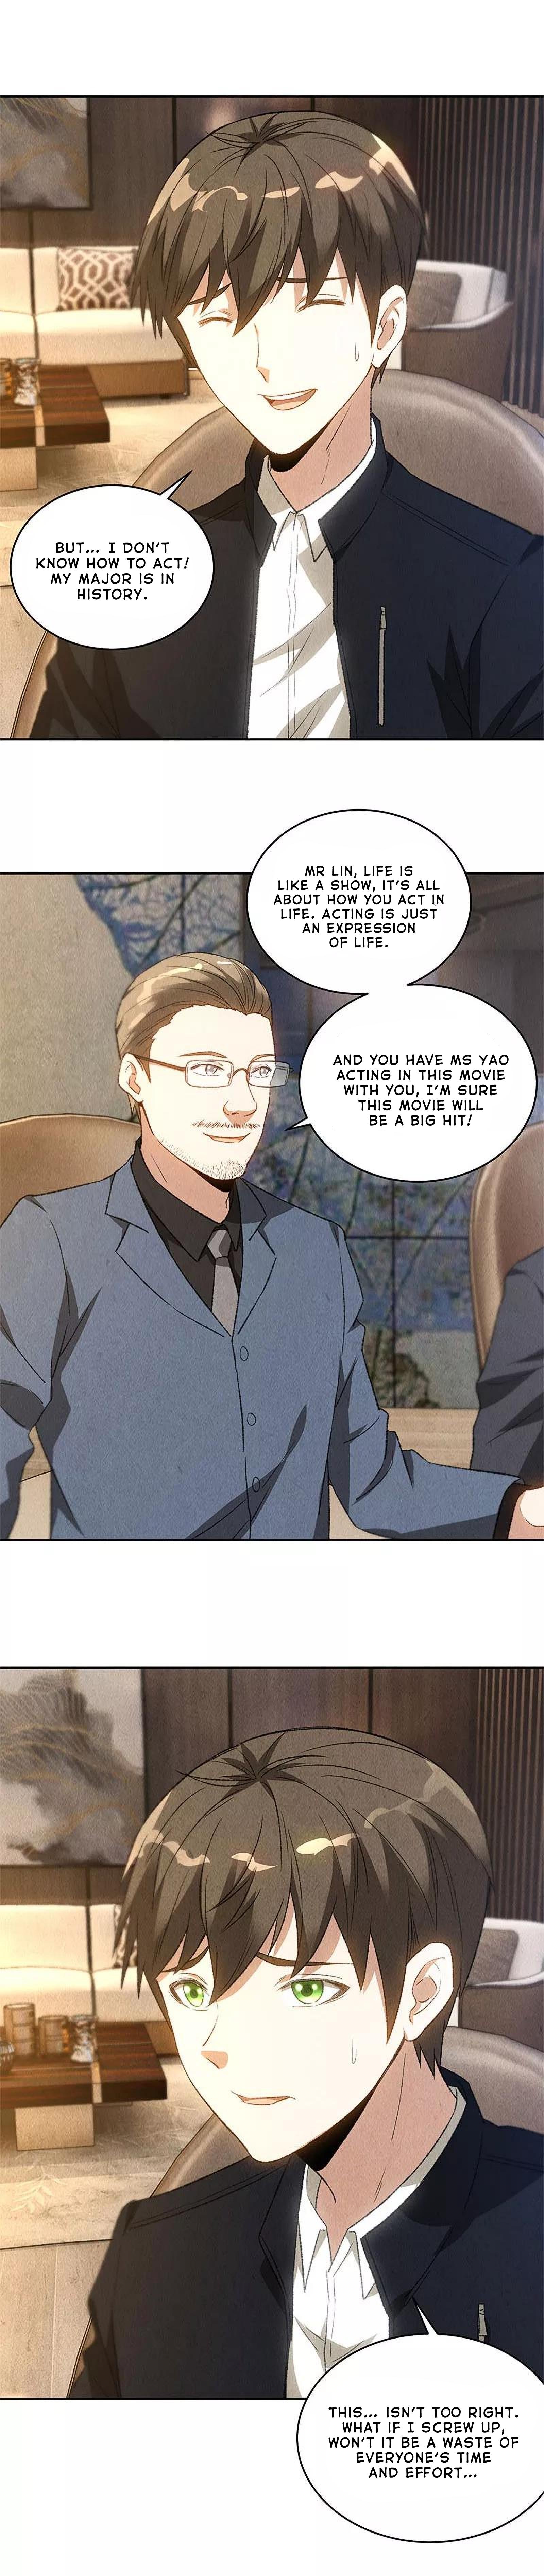 BUT... I DON'T
KNOW HOW TO ACT!
MY MAJOR IS IN
HISTORY.
MR LIN, LIFE IS
LIKE A SHOW, IT'S ALL
ABOUT HOW YOU ACT IN
LIFE. ACTING IS JUST
AN EXPRESSION
OF LIFE.
AND YOU HAVE MS YAO
ACTING IN THIS MOVIE
WITH YOU, I'M SURE
THIS MOVIE WILL
BE A BIG HIT!
THIS... ISN'T TOO RIGHT.
WHAT IF I SCREW UP,
WON'T IT BE A WASTE OF
EVERYONE'S TIME
AND EFFORT...